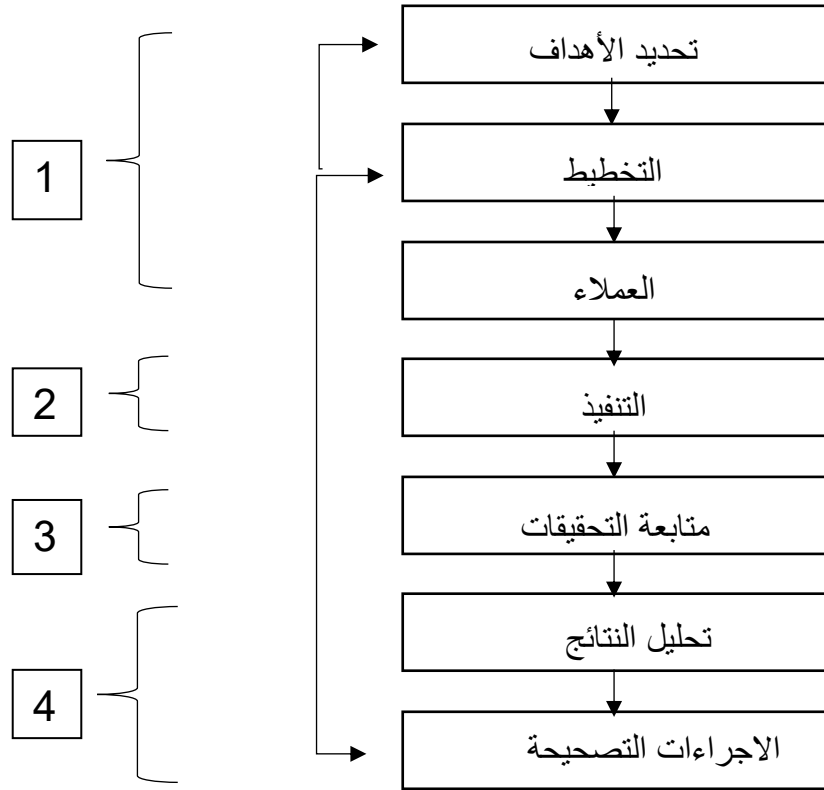 تحديد الأهداف
1
التخطيط
العملاء
2
التنفيذ
3
متابعة التحقيقات
تحليل النتائج
4
الاجراءات التصحيحة